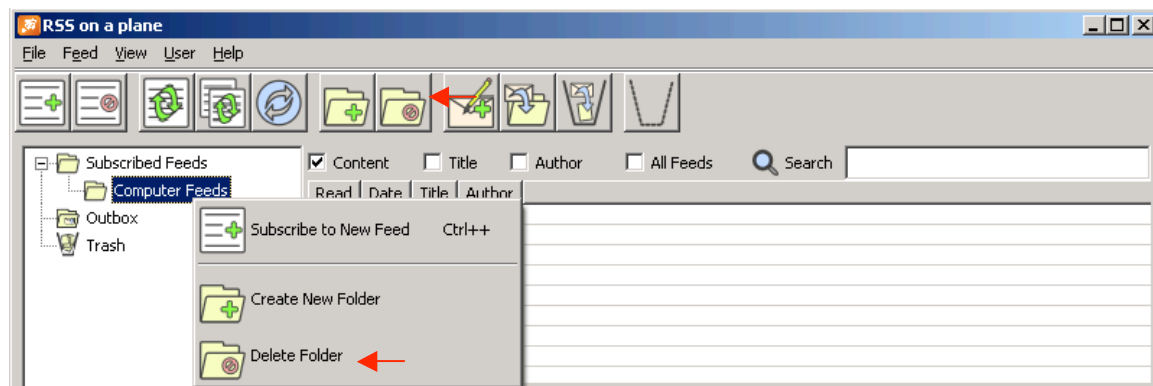 RSS on a plane
File Feed View User Help
Subscribed Feeds
Content Title Author All Feeds Search
Computer Feeds
Read Date Title Author
Outbox
Subscribe to New Feed Ctrl++
Trash
Create New Folder
Delete Folder